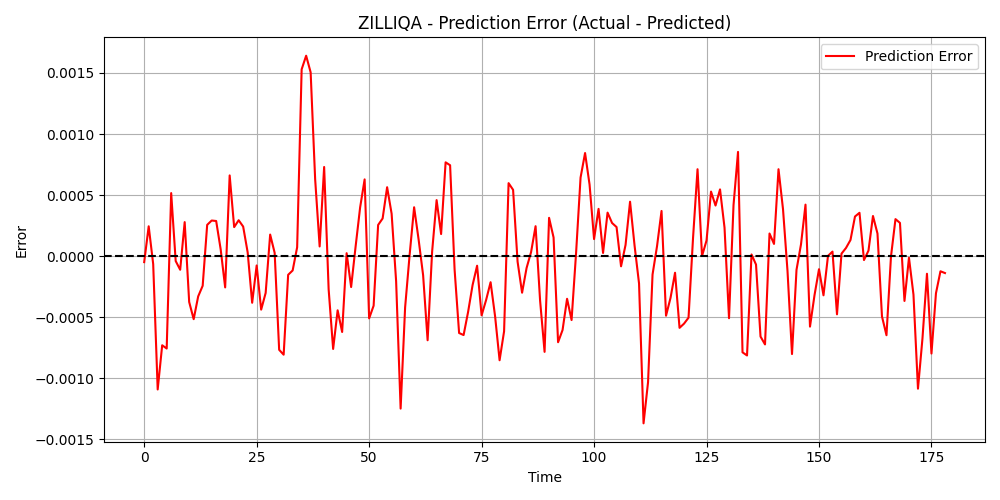 ZILLIQA - Prediction Error (Actual - Predicted)
Prediction Error
0.0015
0.0010
0.0005
0.0000
−0.0005
−0.0010
−0.0015
Error
0 25 50 75 100 125 150 175
Time